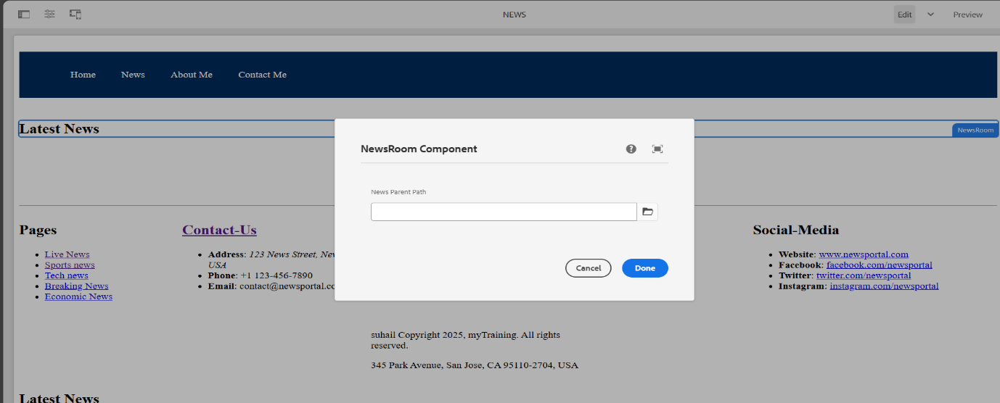 NEWS
Edit
Preview
Home News About Me Contact Me
Latest News
NewsRoom
NewsRoom Component
News Parent Path
Cancel Done
Pages
Live News
Sports news
Tech news
Breaking News
Economic News
Contact-Us
Address: 123 News Street,
USA
Phone: +1 123-456-7890
Email: contact@newsportal.co
Social-Media
Website: www.newsportal.com
Facebook: facebook.com/newsportal
Twitter: twitter.com/newsportal
Instagram: instagram.com/newsportal
suhail Copyright 2025, myTraining. All rights
reserved.
345 Park Avenue, San Jose, CA 95110-2704, USA
Latest News